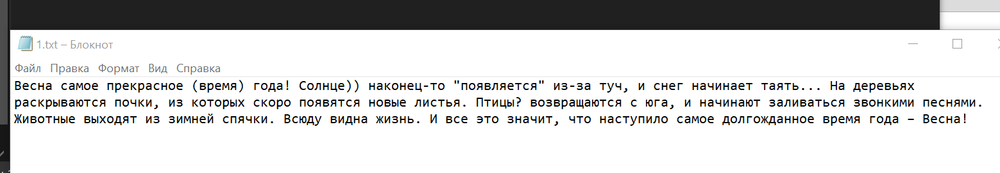 1.txt – Блокнот
Файл Правка Формат Вид Справка
Весна самое прекрасное (время) года! Солнце)) наконец-то "появляется" из-за туч, и снег начинает таять... На деревьях
раскрываются почки, из которых скоро появятся новые листья. Птицы? возвращаются с юга, и начинают заливаться звонкими песнями.
Животные выходят из зимней спячки. Всюду видна жизнь. И все это значит, что наступило самое долгожданное время года – Весна!